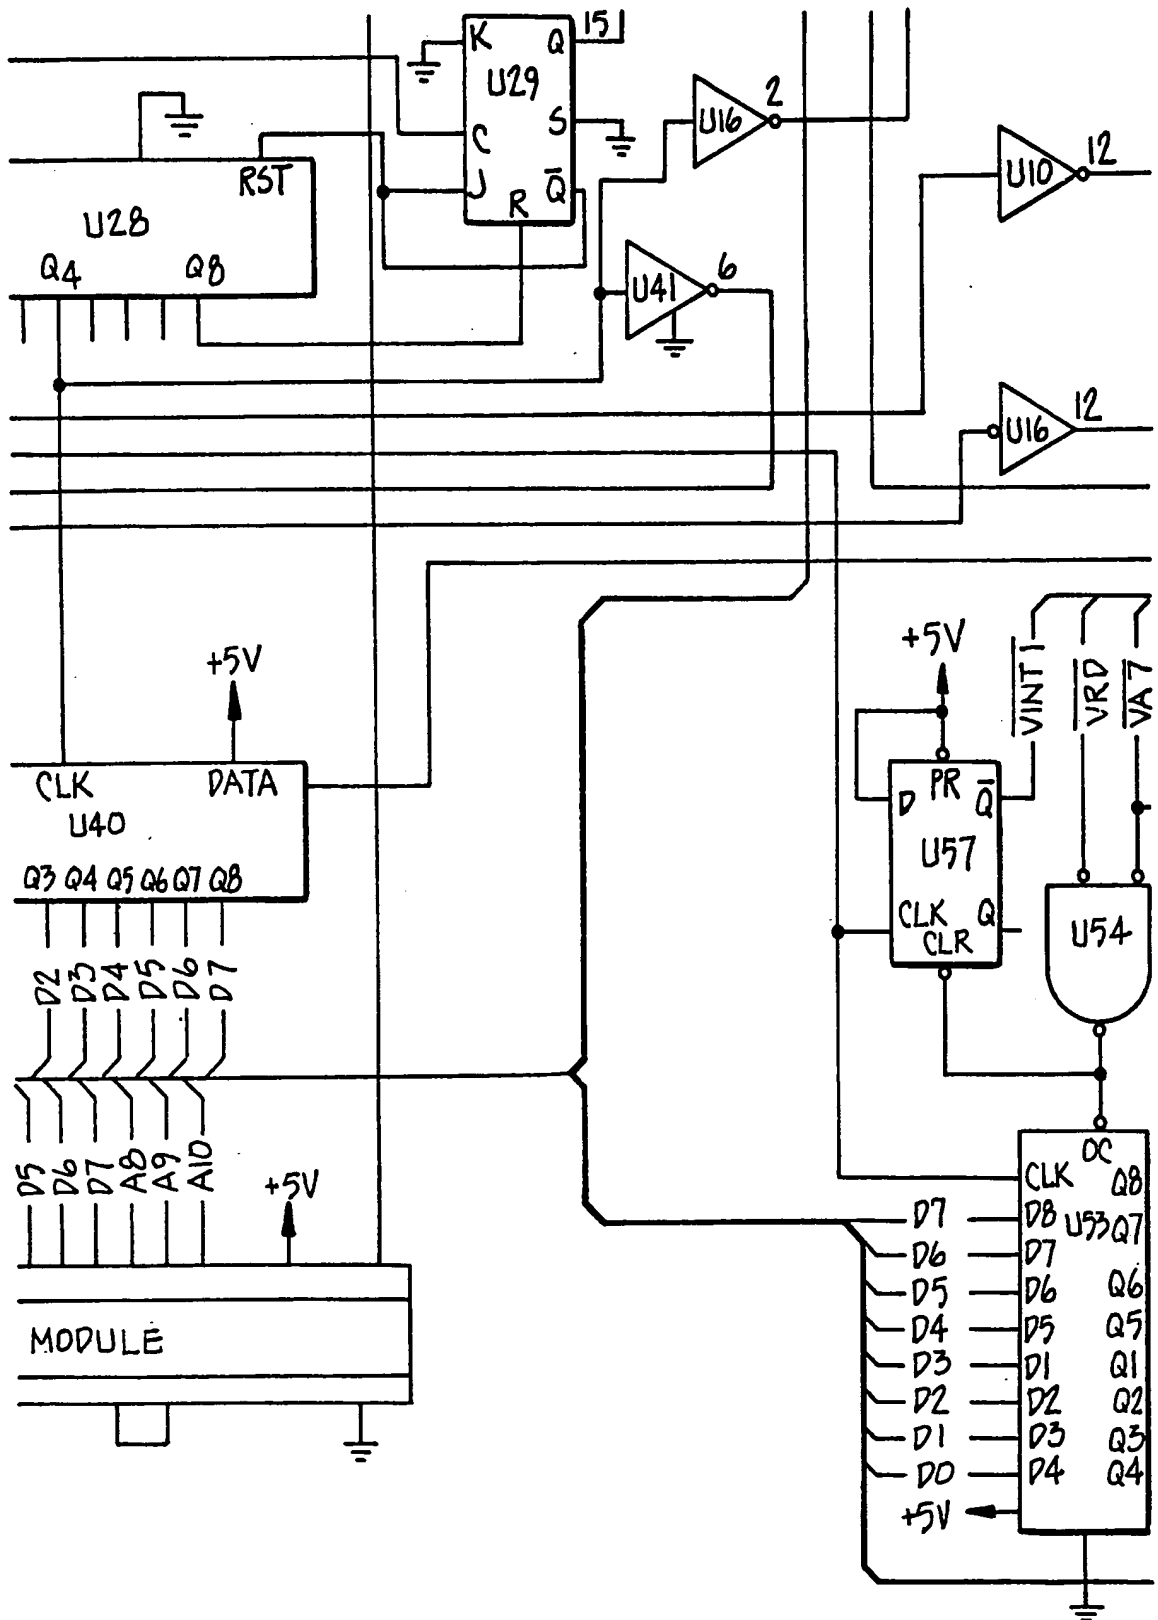 K Q 15
U29
S
C
J Q̅
R
U16 2
U10 12
RST
U28
Q4 Q8
U41 6
U16 12
+5V
CLK DATA
U40
Q3 Q4 Q5 Q6 Q7 Q8
D2 D3 D4 D5 D6 D7
D5 D6 D7 A8 A9 A10
+5V
MODULE
+5V
V̅I̅N̅T̅ ̅1̅ V̅R̅D̅ V̅A̅ ̅7̅
PR
D Q̅
U57
CLK Q
CLR
U54
OC
CLK Q8
D7 D8 U53 Q7
D6 D7
D5 D6 Q6
D4 D5 Q5
D3 D1 Q1
D2 D2 Q2
D1 D3 Q3
D0 D4 Q4
+5V